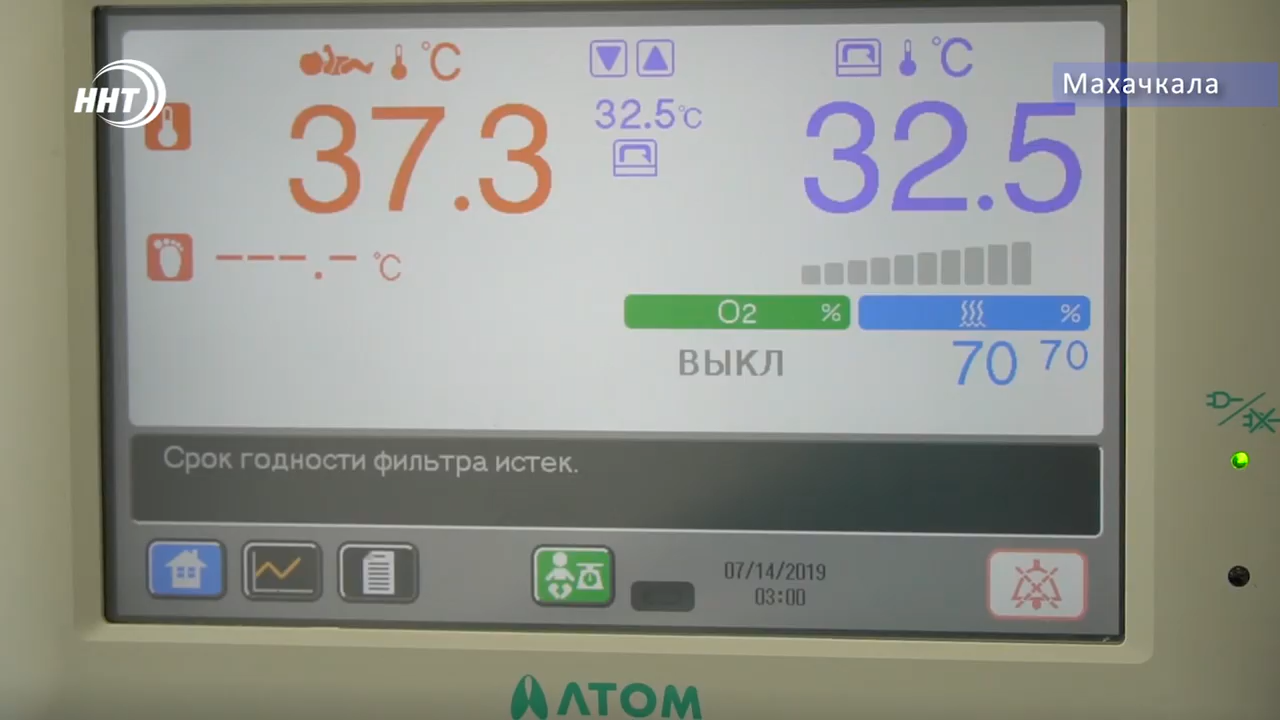 ННТ
Махачкала
°C
°C
37.3
32.5°C
32.5
---.- °C
O2 %
%
ВЫКЛ
70 70
Срок годности фильтра истек.
07/14/2019
03:00
ATOM